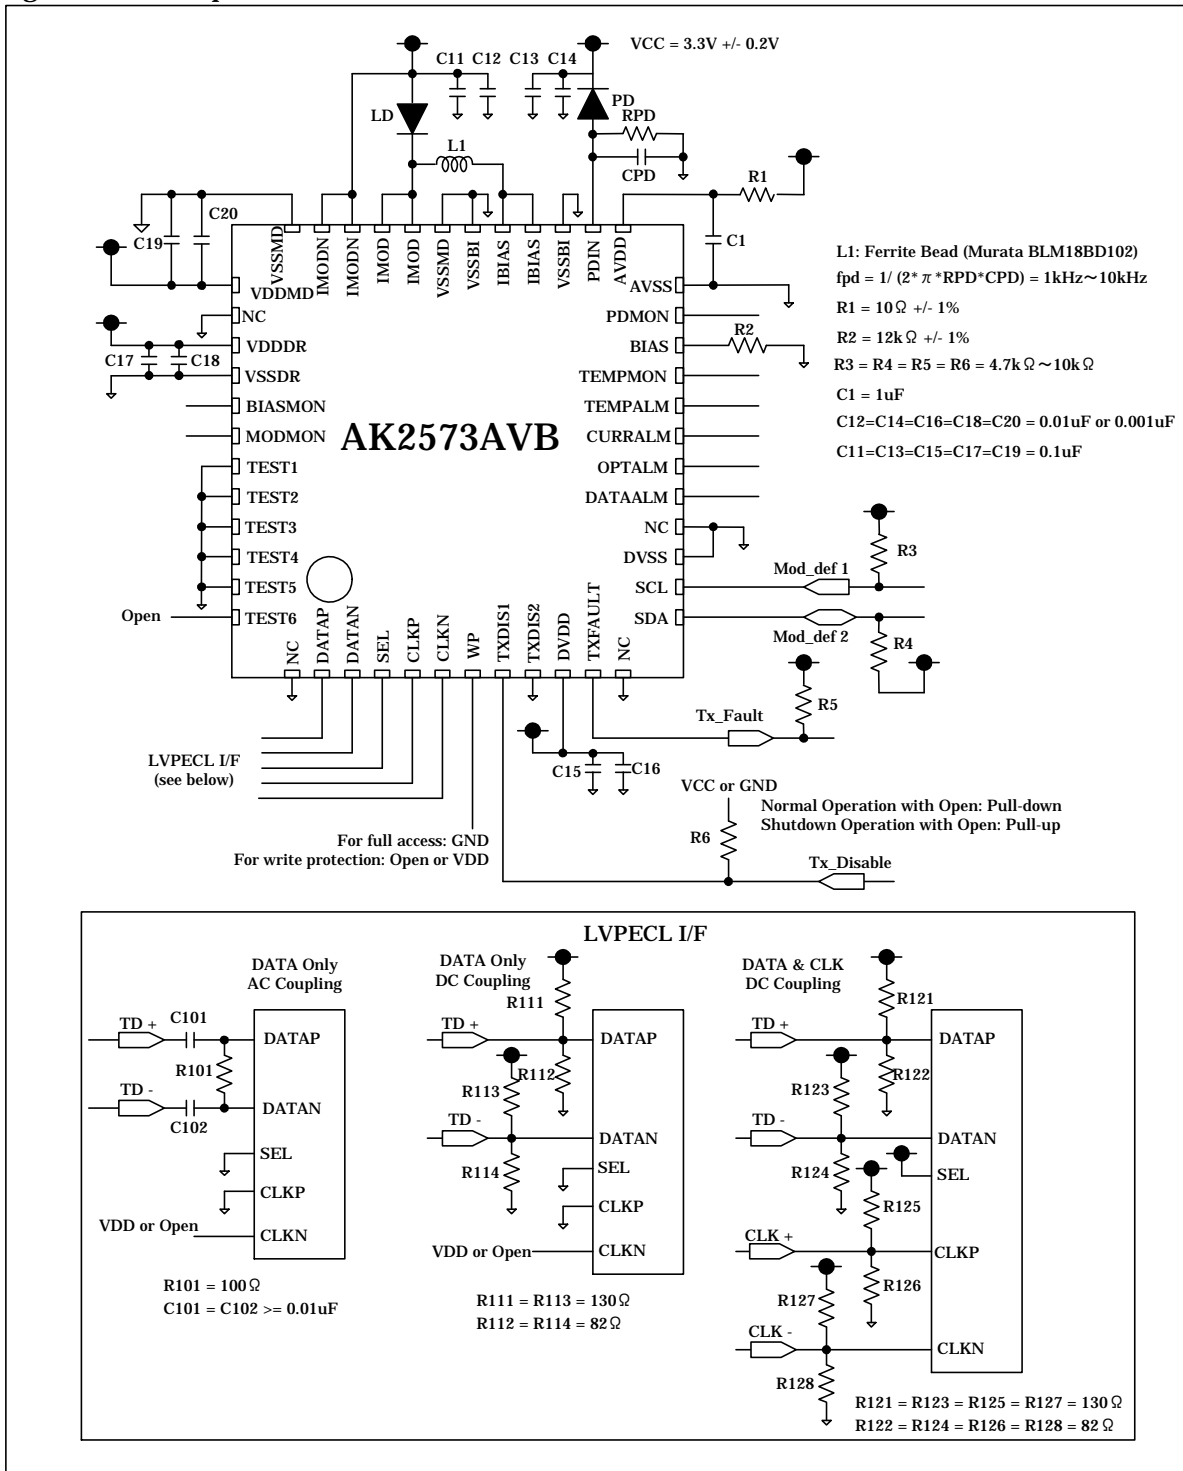 VCC = 3.3V +/- 0.2V
C11 C12 C13 C14
LD
PD
RPD
L1
CPD
R1
C20
C19
C1
VSSMD
IMODN
IMODN
IMOD
IMOD
VSSMD
VSSBI
IBIAS
IBIAS
VSSBI
PDIN
AVDD
VDDMD
NC
VDDDR
C17
C18
VSSDR
BIASMON
MODMON
TEST1
TEST2
TEST3
TEST4
TEST5
Open
TEST6
AK2573AVB
AVSS
PDMON
BIAS
R2
TEMPMON
TEMPALM
CURRALM
OPTALM
DATAALM
NC
DVSS
SCL
SDA
L1: Ferrite Bead (Murata BLM18BD102)
fpd = 1/ (2* π *RPD*CPD) = 1kHz～10kHz
R1 = 10Ω +/- 1%
R2 = 12kΩ +/- 1%
R3 = R4 = R5 = R6 = 4.7kΩ～10kΩ
C1 = 1uF
C12=C14=C16=C18=C20 = 0.01uF or 0.001uF
C11=C13=C15=C17=C19 = 0.1uF
R3
Mod_def 1
Mod_def 2
R4
R5
NC
DATAP
DATAN
SEL
CLKP
CLKN
WP
TXDIS1
TXDIS2
DVDD
TXFAULT
NC
Tx_Fault
LVPECL I/F
(see below)
C15
C16
VCC or GND
Normal Operation with Open: Pull-down
Shutdown Operation with Open: Pull-up
R6
For full access: GND
For write protection: Open or VDD
Tx_Disable
LVPECL I/F
DATA Only
AC Coupling
TD +
C101
DATAP
R101
TD -
C102
DATAN
SEL
CLKP
VDD or Open
CLKN
R101 = 100Ω
C101 = C102 >= 0.01uF
DATA Only
DC Coupling
R111
TD +
DATAP
R112
R113
TD -
DATAN
R114
SEL
CLKP
VDD or Open
CLKN
R111 = R113 = 130Ω
R112 = R114 = 82Ω
DATA & CLK
DC Coupling
R121
TD +
DATAP
R122
R123
TD -
DATAN
R124
SEL
R125
CLK +
CLKP
R126
R127
CLK -
CLKN
R128
R121 = R123 = R125 = R127 = 130Ω
R122 = R124 = R126 = R128 = 82Ω